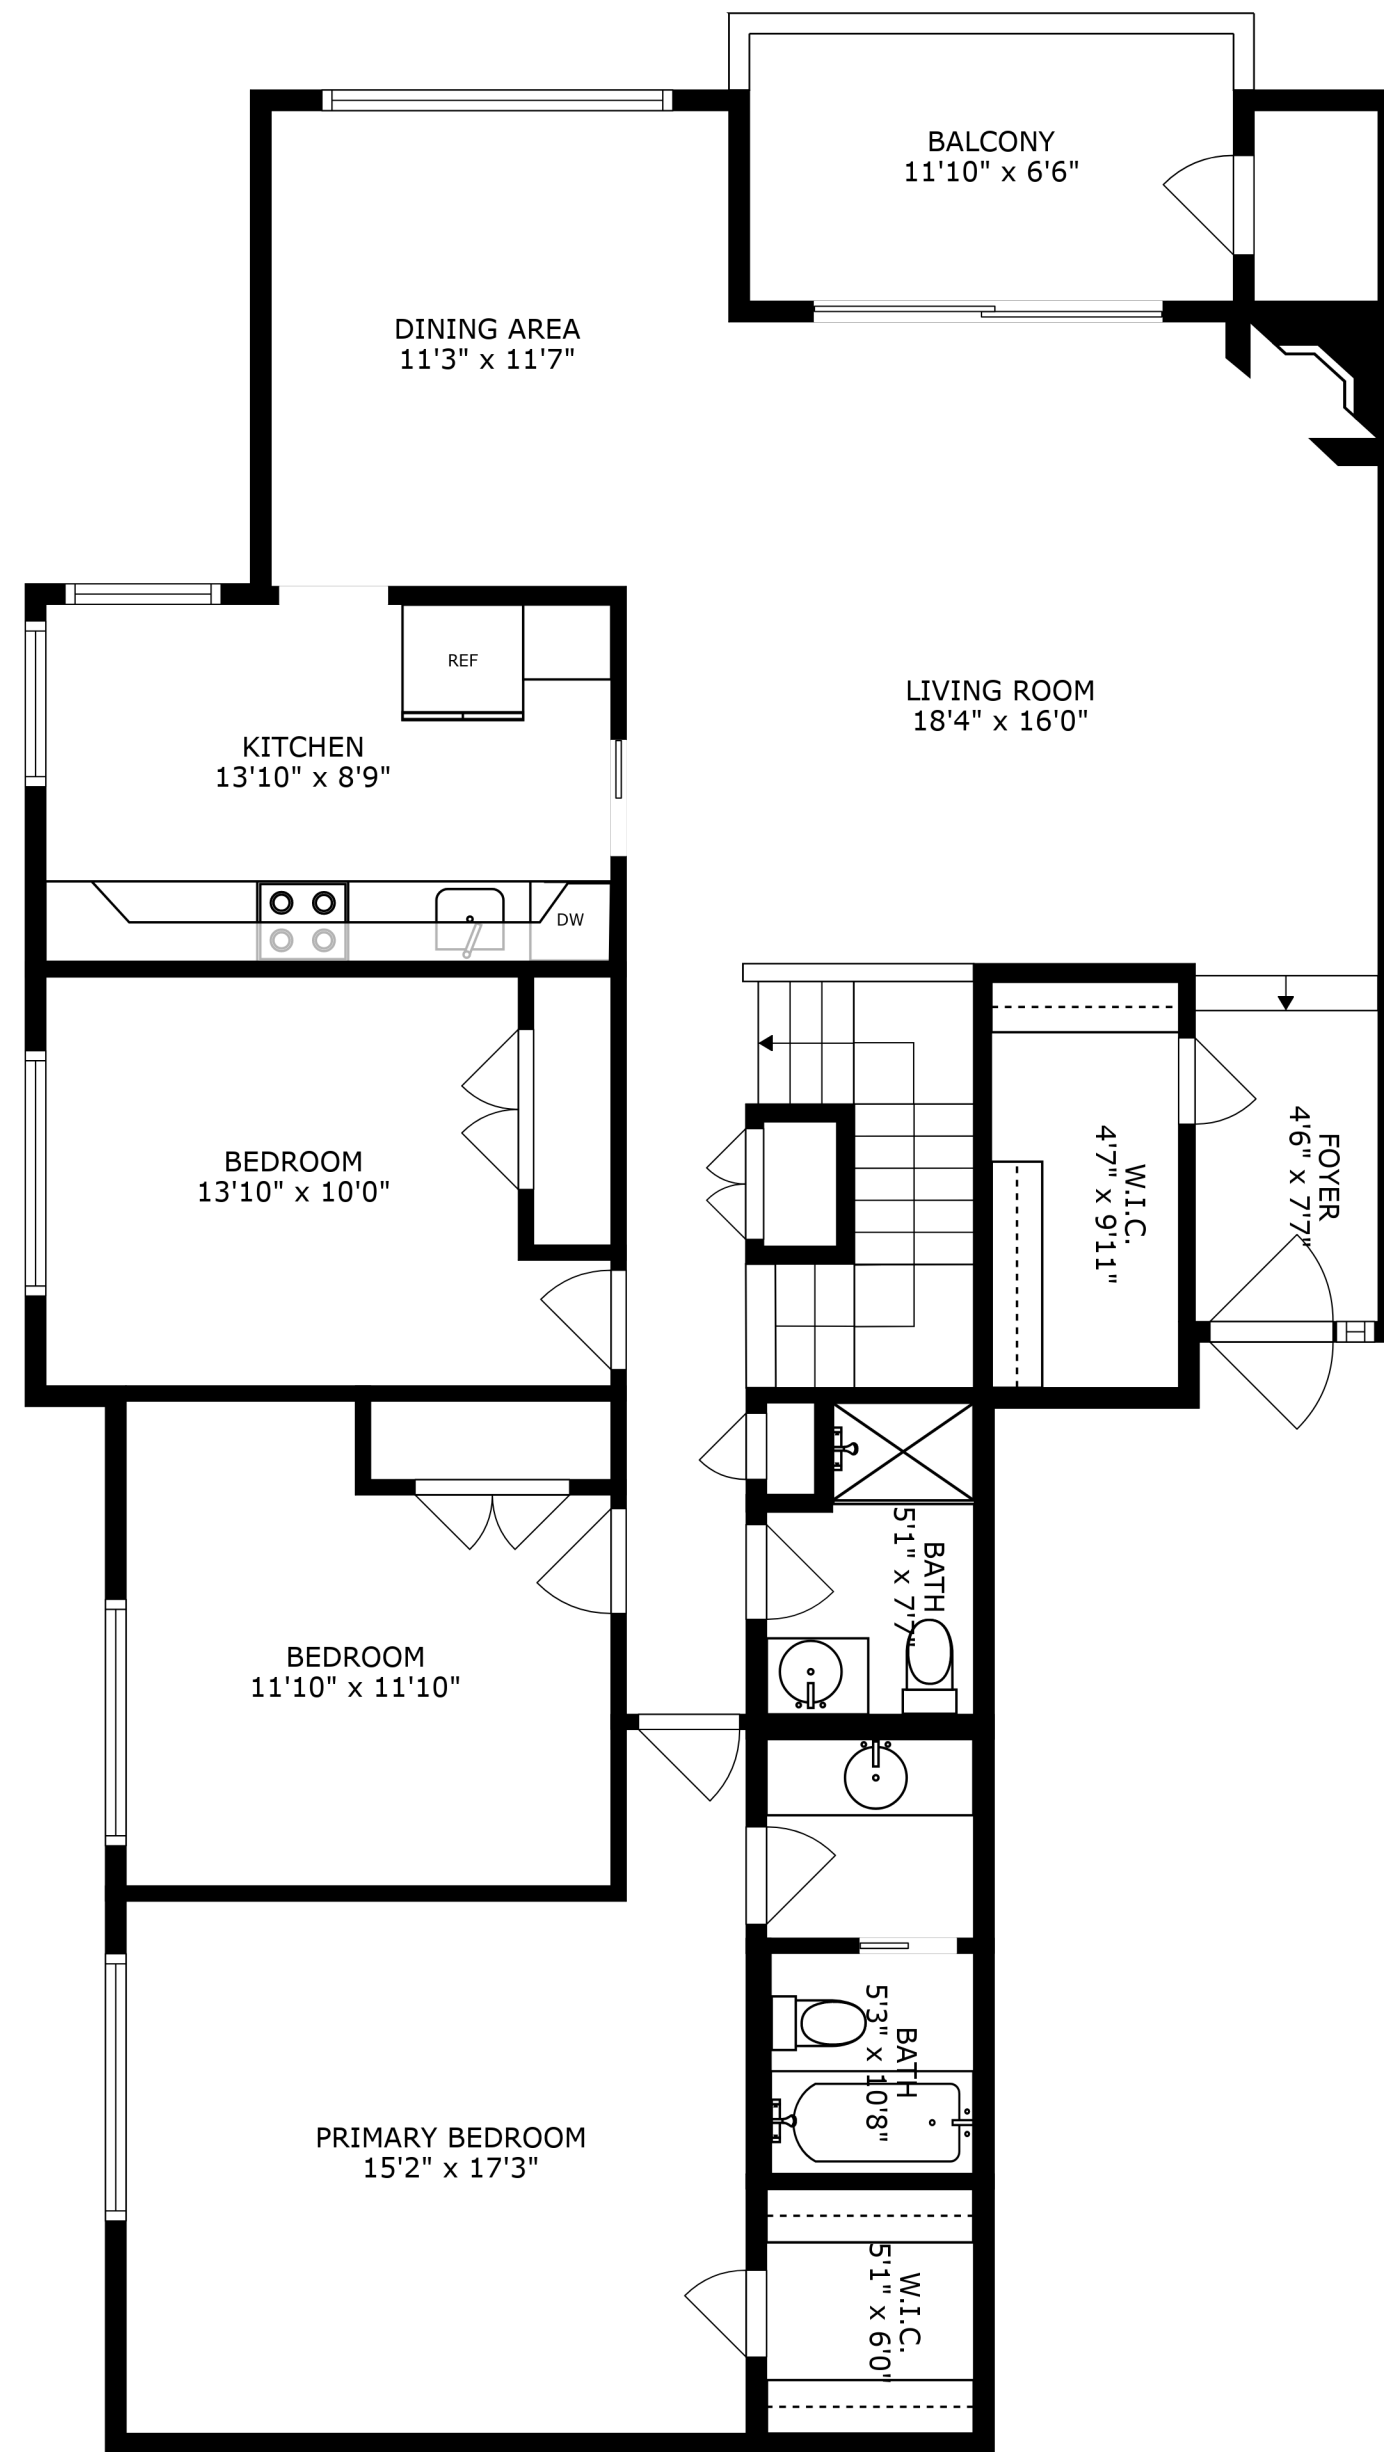 BALCONY
11'10" x 6'6"
DINING AREA
11'3" x 11'7"
REF
LIVING ROOM
18'4" x 16'0"
KITCHEN
13'10" x 8'9"
DW
BEDROOM
13'10" x 10'0"
W.I.C.
4'7" x 9'11"
FOYER
4'6" x 7'7"
BATH
5'1" x 7'7"
BEDROOM
11'10" x 11'10"
BATH
5'3" x 10'8"
PRIMARY BEDROOM
15'2" x 17'3"
W.I.C.
5'1" x 6'0"